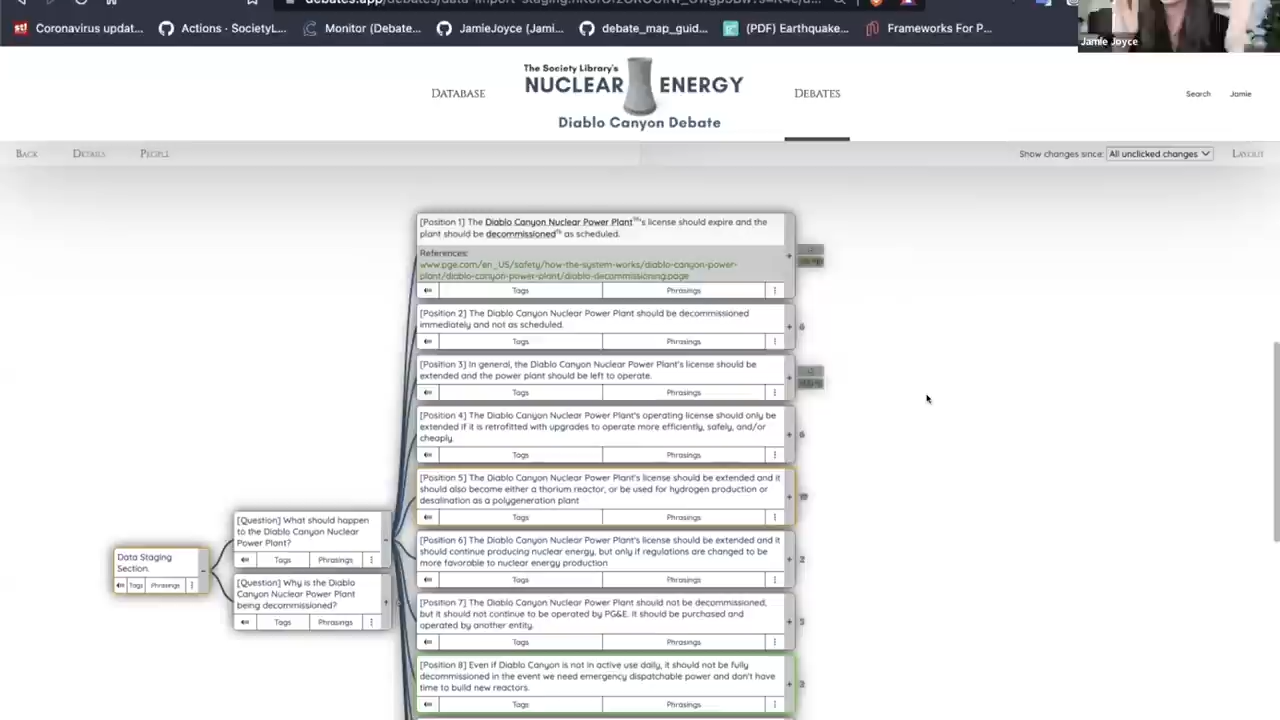 Coronavirus updat...
Actions · SocietyL...
Monitor (Debate...
JamieJoyce (Jami...
debate_map_guid...
(PDF) Earthquake...
Frameworks For P...
Jamie Joyce
The Society Library's
NUCLEAR ENERGY
Diablo Canyon Debate
DATABASE
DEBATES
Search
Jamie
BACK
DETAILS
PEOPLE
Show changes since:
All unclicked changes
LAYOUT
[Position 1] The Diablo Canyon Nuclear Power Plant's license should expire and the
plant should be decommissioned as scheduled.
References:
www.pge.com/en_US/safety/how-the-system-works/diablo-canyon-power-
plant/diablo-canyon-power-plant/diablo-decommissioning.page
Tags
Phrasings
[Position 2] The Diablo Canyon Nuclear Power Plant should be decommissioned
immediately and not as scheduled.
Tags
Phrasings
[Position 3] In general, the Diablo Canyon Nuclear Power Plant's license should be
extended and the power plant should be left to operate.
Tags
Phrasings
[Position 4] The Diablo Canyon Nuclear Power Plant's operating license should only be
extended if it is retrofitted with upgrades to operate more efficiently, safely, and/or
cheaply.
Tags
Phrasings
[Position 5] The Diablo Canyon Nuclear Power Plant's license should be extended and it
should also become either a thorium reactor, or be used for hydrogen production or
desalination as a polygeneration plant
Tags
Phrasings
[Position 6] The Diablo Canyon Nuclear Power Plant's license should be extended and it
should continue producing nuclear energy, but only if regulations are changed to be
more favorable to nuclear energy production
Tags
Phrasings
[Position 7] The Diablo Canyon Nuclear Power Plant should not be decommissioned,
but it should not continue to be operated by PG&E. It should be purchased and
operated by another entity.
Tags
Phrasings
[Position 8] Even if Diablo Canyon is not in active use daily, it should not be fully
decommissioned in the event we need emergency dispatchable power and don't have
time to build new reactors.
Tags
Phrasings
[Question] What should happen
to the Diablo Canyon Nuclear
Power Plant?
Tags
Phrasings
Data Staging
Section.
Tags
Phrasings
[Question] Why is the Diablo
Canyon Nuclear Power Plant
being decommissioned?
Tags
Phrasings